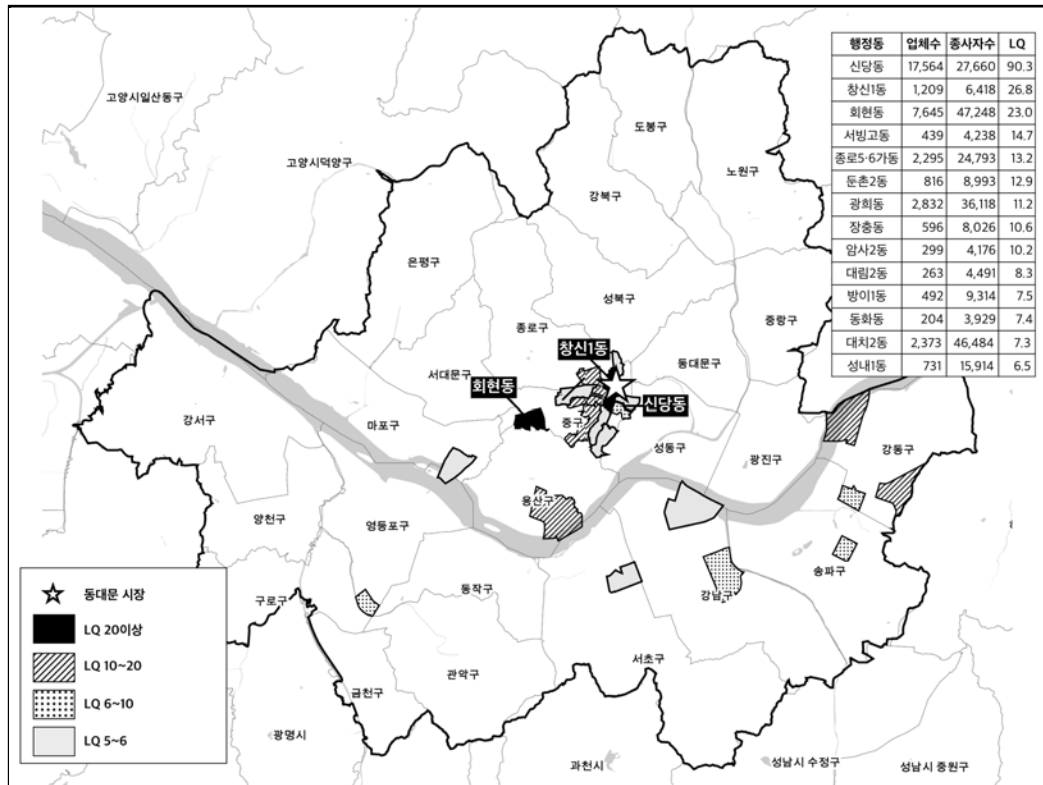 행정동 업체수 종사자수 LQ
신당동 17,564 27,660 90.3
창신1동 1,209 6,418 26.8
회현동 7,645 47,248 23.0
서빙고동 439 4,238 14.7
종로5·6가동 2,295 24,793 13.2
둔촌2동 816 8,993 12.9
광희동 2,832 36,118 11.2
장충동 596 8,026 10.6
암사2동 299 4,176 10.2
대림2동 263 4,491 8.3
방이1동 492 9,314 7.5
동화동 204 3,929 7.4
대치2동 2,373 46,484 7.3
성내1동 731 15,914 6.5
고양시일산동구
고양시덕양구
도봉구
노원구
강북구
은평구
성북구
중랑구
종로구
창신1동
동대문구
서대문구
회현동
신당동
강서구
마포구
중구
성동구
광진구
강동구
용산구
양천구
영등포구
송파구
동작구
강남구
구로구
서초구
관악구
금천구
광명시
과천시
성남시 수정구
성남시 중원구
동대문 시장
LQ 20이상
LQ 10~20
LQ 6~10
LQ 5~6